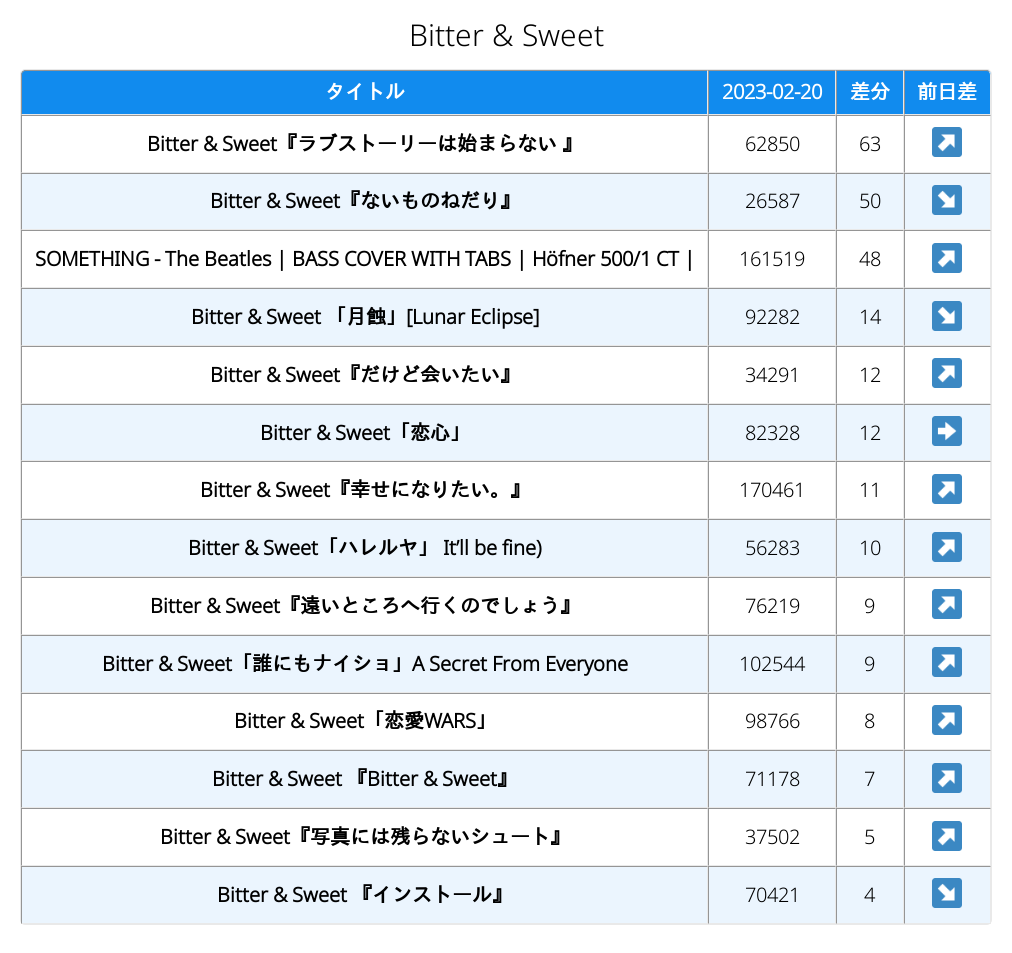 Bitter & Sweet
タイトル 2023-02-20 差分 前日差
Bitter & Sweet『ラブストーリーは始まらない 』 62850 63 ↗
Bitter & Sweet『ないものねだり』 26587 50 ↘
SOMETHING - The Beatles | BASS COVER WITH TABS | Höfner 500/1 CT | 161519 48 ↗
Bitter & Sweet 「月蝕」[Lunar Eclipse] 92282 14 ↘
Bitter & Sweet『だけど会いたい』 34291 12 ↗
Bitter & Sweet「恋心」 82328 12 ➡
Bitter & Sweet『幸せになりたい。』 170461 11 ↗
Bitter & Sweet「ハレルヤ」 It’ll be fine) 56283 10 ↗
Bitter & Sweet『遠いところへ行くのでしょう』 76219 9 ↗
Bitter & Sweet「誰にもナイショ」A Secret From Everyone 102544 9 ↗
Bitter & Sweet「恋愛WARS」 98766 8 ↗
Bitter & Sweet 『Bitter & Sweet』 71178 7 ↗
Bitter & Sweet『写真には残らないシュート』 37502 5 ↗
Bitter & Sweet 『インストール』 70421 4 ↘